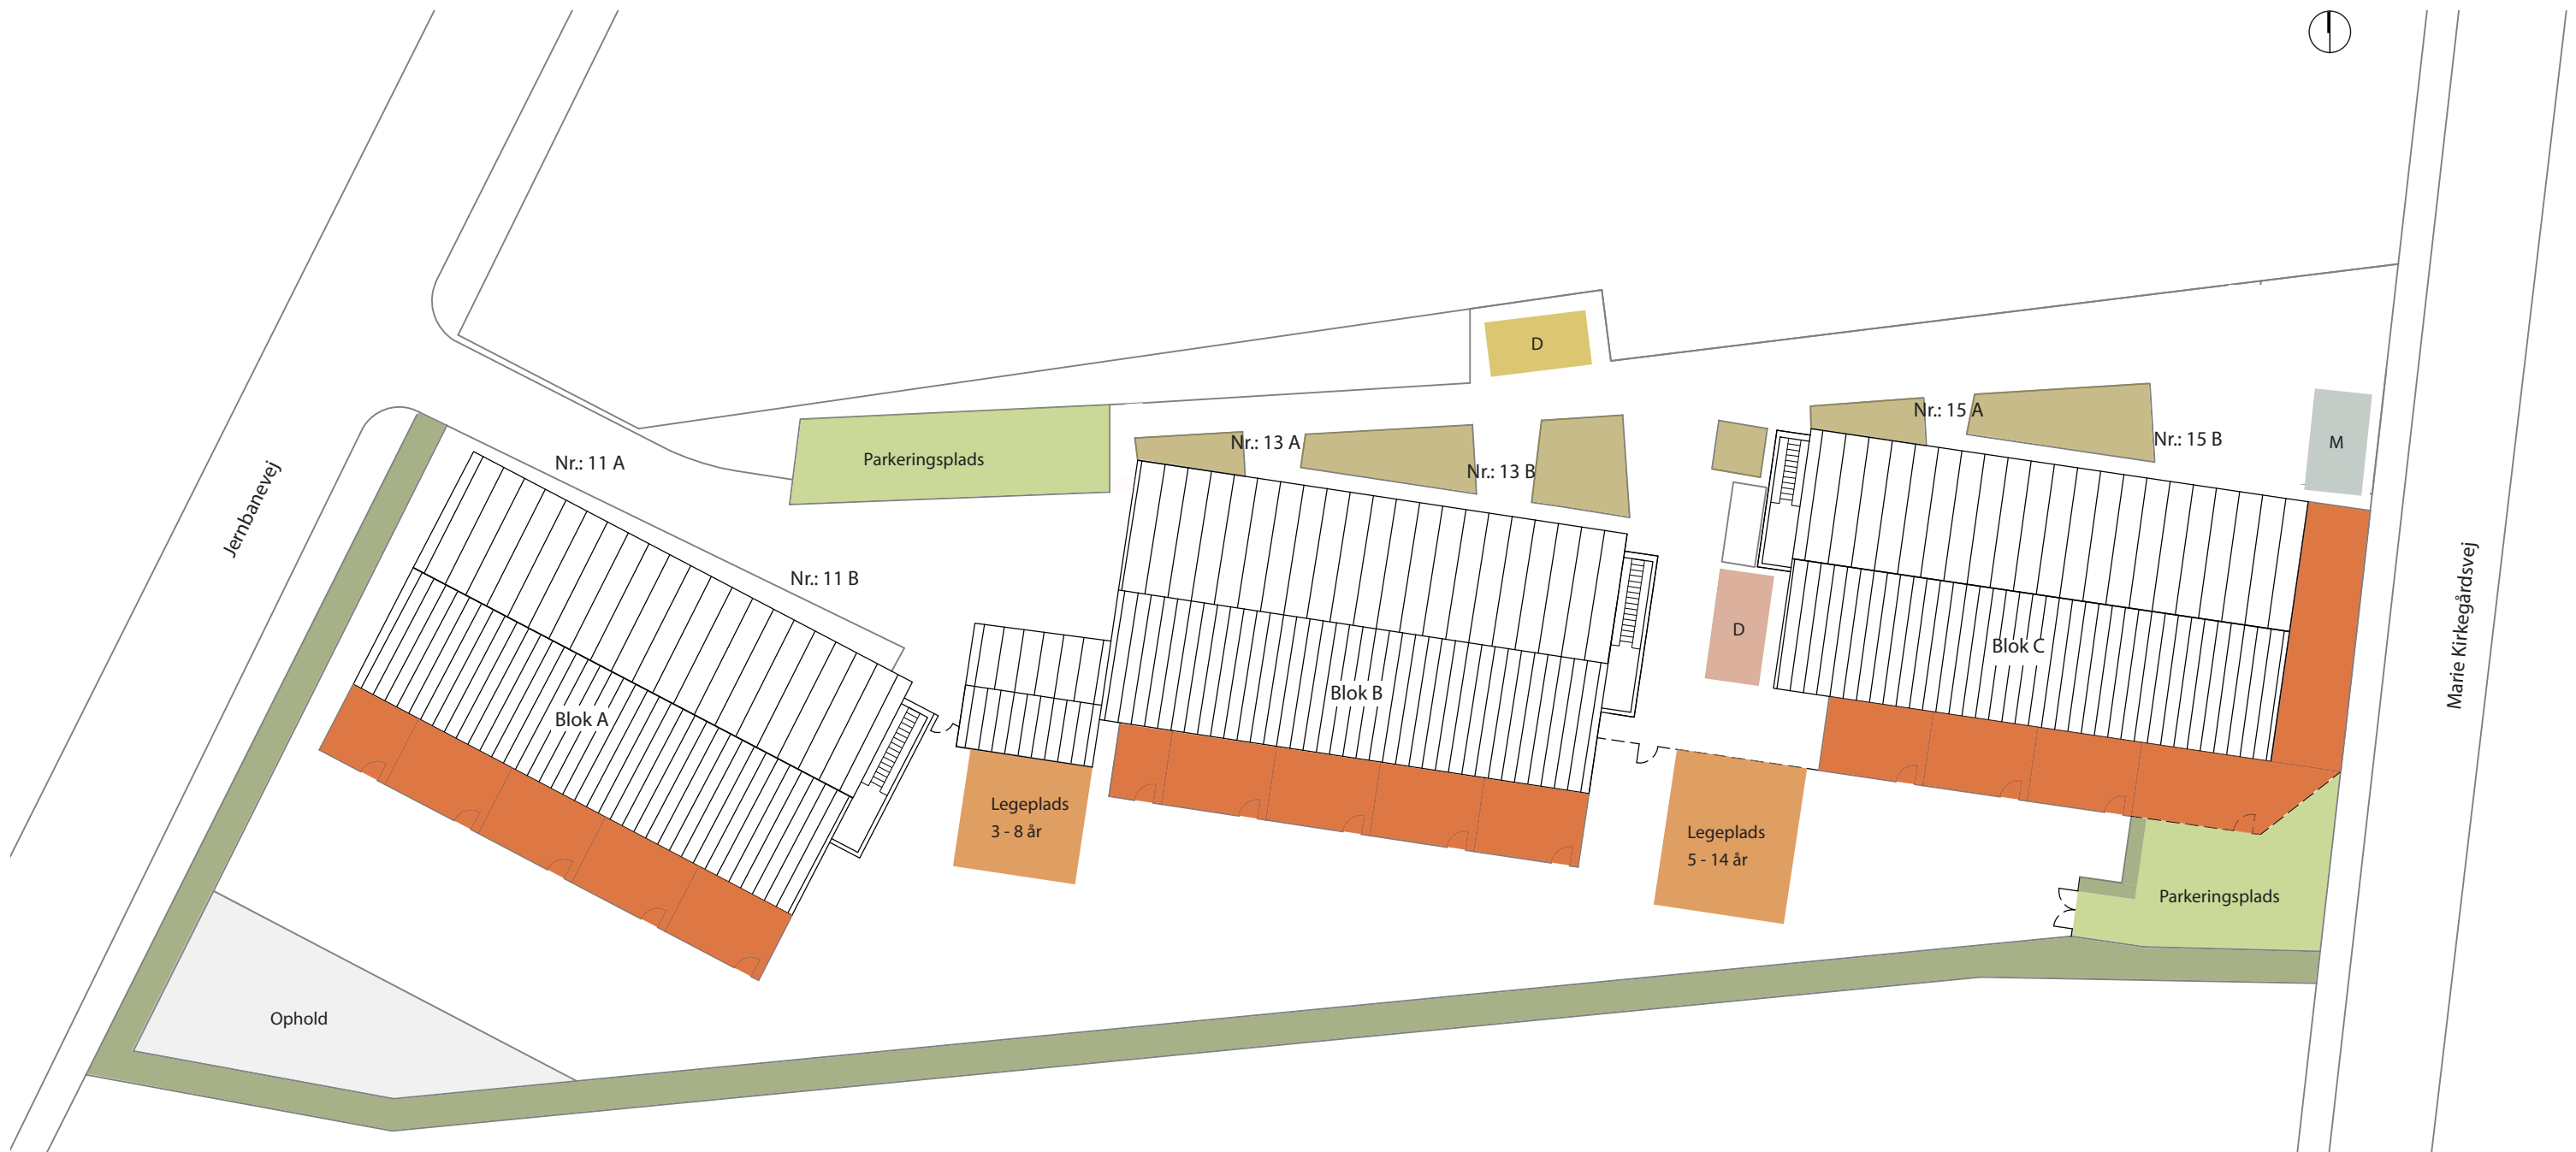 D
Nr.: 15 A
Nr.: 13 A
Nr.: 15 B
M
Parkeringsplads
Nr.: 11 A
Nr.: 13 B
Jernbanevej
Nr.: 11 B
D
Marie Kirkegårdsvej
Blok C
Blok B
Blok A
Legeplads
3 - 8 år
Legeplads
5 - 14 år
Parkeringsplads
Ophold